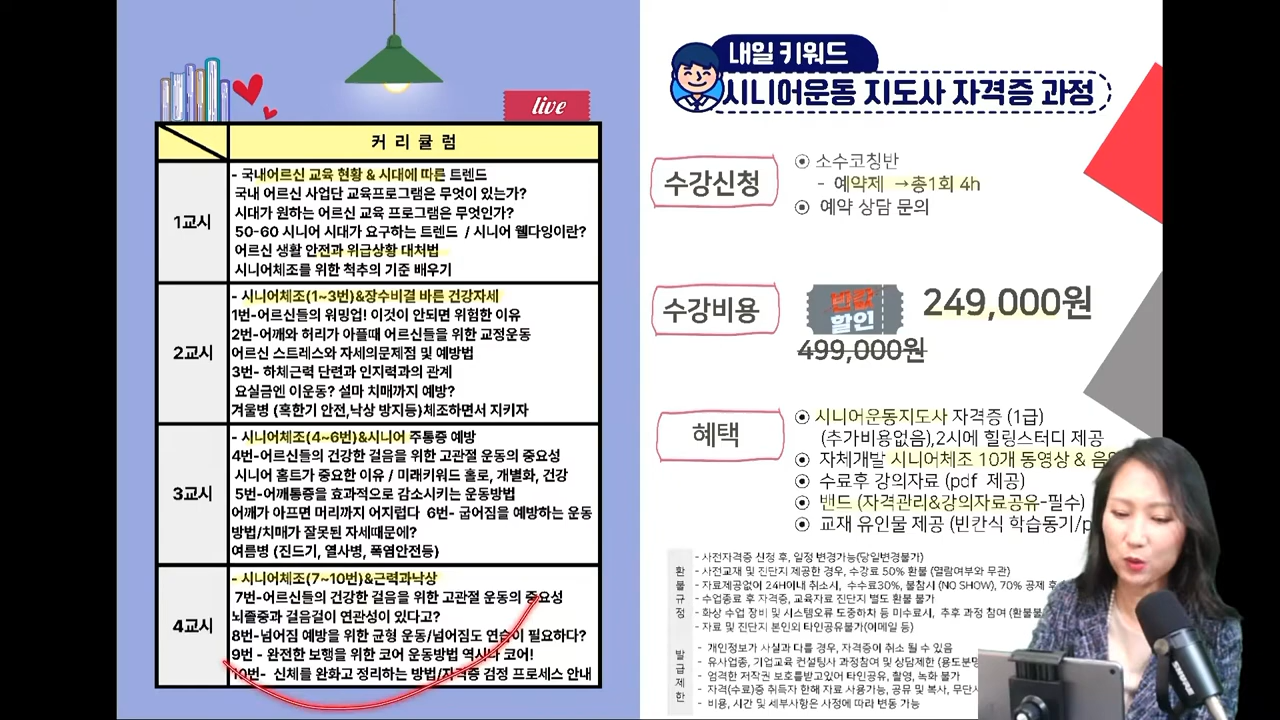 live
커리큘럼
1교시
- 국내어르신 교육 현황 & 시대에 따른 트렌드
국내 어르신 사업단 교육프로그램은 무엇이 있는가?
시대가 원하는 어르신 교육 프로그램은 무엇인가?
50-60 시니어 시대가 요구하는 트렌드 / 시니어 웰다잉이란?
어르신 생활 안전과 위급상황 대처법
시니어체조를 위한 척추의 기준 배우기
2교시
- 시니어체조(1~3번)&장수비결 바른 건강자세
1번-어르신들의 워밍업! 이것이 안되면 위험한 이유
2번-어깨와 허리가 아플때 어르신들을 위한 교정운동
어르신 스트레스와 자세의문제점 및 예방법
3번- 하체근력 단련과 인지력과의 관계
요실금엔 이운동? 설마 치매까지 예방?
겨울병 (혹한기 안전,낙상 방지등)체조하면서 지키자
3교시
- 시니어체조(4~6번)&시니어 주통증 예방
4번-어르신들의 건강한 걸음을 위한 고관절 운동의 중요성
시니어 홈트가 중요한 이유 / 미래키워드 홀로, 개별화, 건강
5번-어깨통증을 효과적으로 감소시키는 운동방법
어깨가 아프면 머리까지 어지럽다 6번- 굽어짐을 예방하는 운동
방법/치매가 잘못된 자세때문에?
여름병 (진드기, 열사병, 폭염안전등)
4교시
- 시니어체조(7~10번)&근력과낙상
7번-어르신들의 건강한 걸음을 위한 고관절 운동의 중요성
뇌졸중과 걸음걸이 연관성이 있다고?
8번-넘어짐 예방을 위한 균형 운동/넘어짐도 연습이 필요하다?
9번 - 완전한 보행을 위한 코어 운동방법 역시나 코어!
10번- 신체를 완화고 정리하는 방법/자격증 검정 프로세스 안내
내일 키워드
시니어운동 지도사 자격증 과정
수강신청
소수코칭반
- 예약제 →총1회 4h
예약 상담 문의
수강비용
반값
할인
249,000원
499,000원
혜택
시니어운동지도사 자격증 (1급)
(추가비용없음),2시에 힐링스터디 제공
자체개발 시니어체조 10개 동영상 & 음원
수료후 강의자료 (pdf 제공)
밴드 (자격관리&강의자료공유-필수)
교재 유인물 제공 (빈칸식 학습동기/p
환불규정
- 사전자격증 신청 후, 일정 변경가능(당일변경불가)
- 사전교재 및 진단지 제공한 경우, 수강료 50% 환불 (열람여부와 무관)
- 자료제공없이 24H이내 취소시, 수수료30%, 불참시 (NO SHOW), 70% 공제 후
- 수업종료 후 자격증, 교육자료 진단지 별도 환불 불가
- 화상 수업 장비 및 시스템오류 도중하차 등 미수료시, 추후 과정 참여 (환불불
- 자료 및 진단지 본인외 타인공유불가(이메일 등)
발급제한
- 개인정보가 사실과 다를 경우, 자격증이 취소 될 수 있음
- 유사업종, 기업교육 컨설팅사 과정참여 및 상담제한 (용도분명
- 엄격한 저작권 보호를받고있어 타인공유, 촬영, 녹화 불가
- 자격(수료)증 취득자 한해 자료 사용가능, 공유 및 복사, 무단사
- 비용, 시간 및 세부사항은 사정에 따라 변동 가능